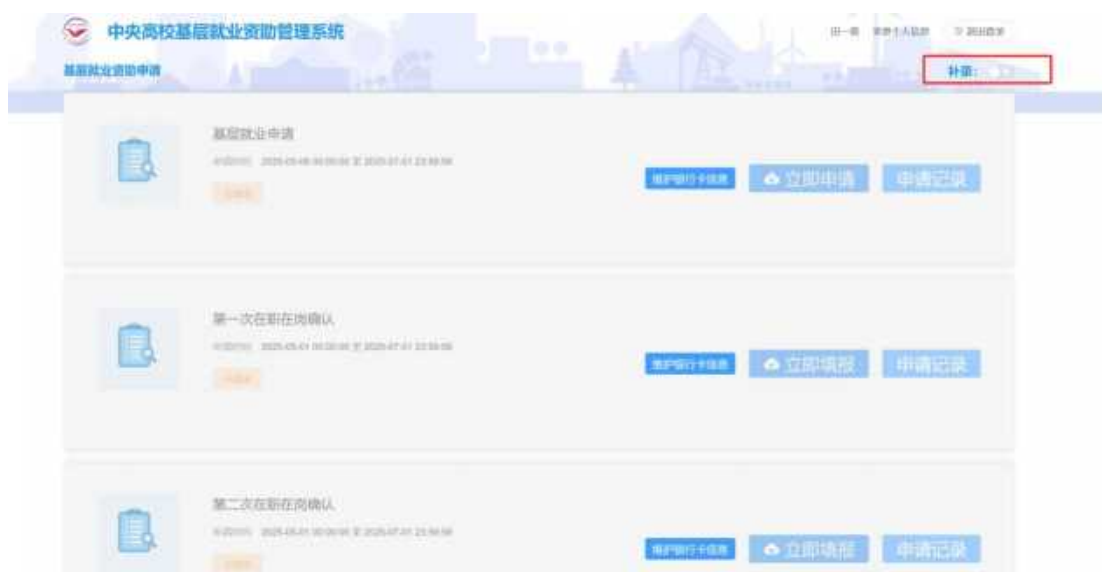 中央高校基层就业资助管理系统
退出登录
基层就业资助申请
补录：
基层就业申请
维护银行卡信息
立即申请
申请记录
第一次在职在岗确认
维护银行卡信息
立即填报
申请记录
第二次在职在岗确认
维护银行卡信息
立即填报
申请记录